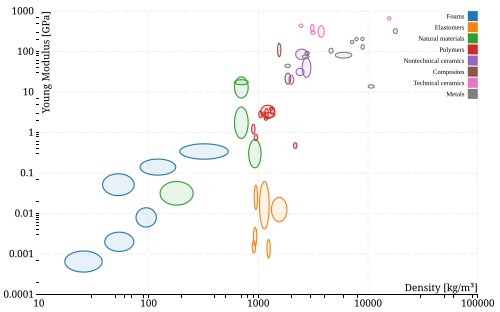 1000
100
10
1
0.1
0.01
0.001
0.0001
Young Modulus [GPa]
Foams
Elastomers
Natural materials
Polymers
Nontechnical ceramics
Composites
Technical ceramics
Metals
Density [kg/m³]
10
100
1000
10000
100000